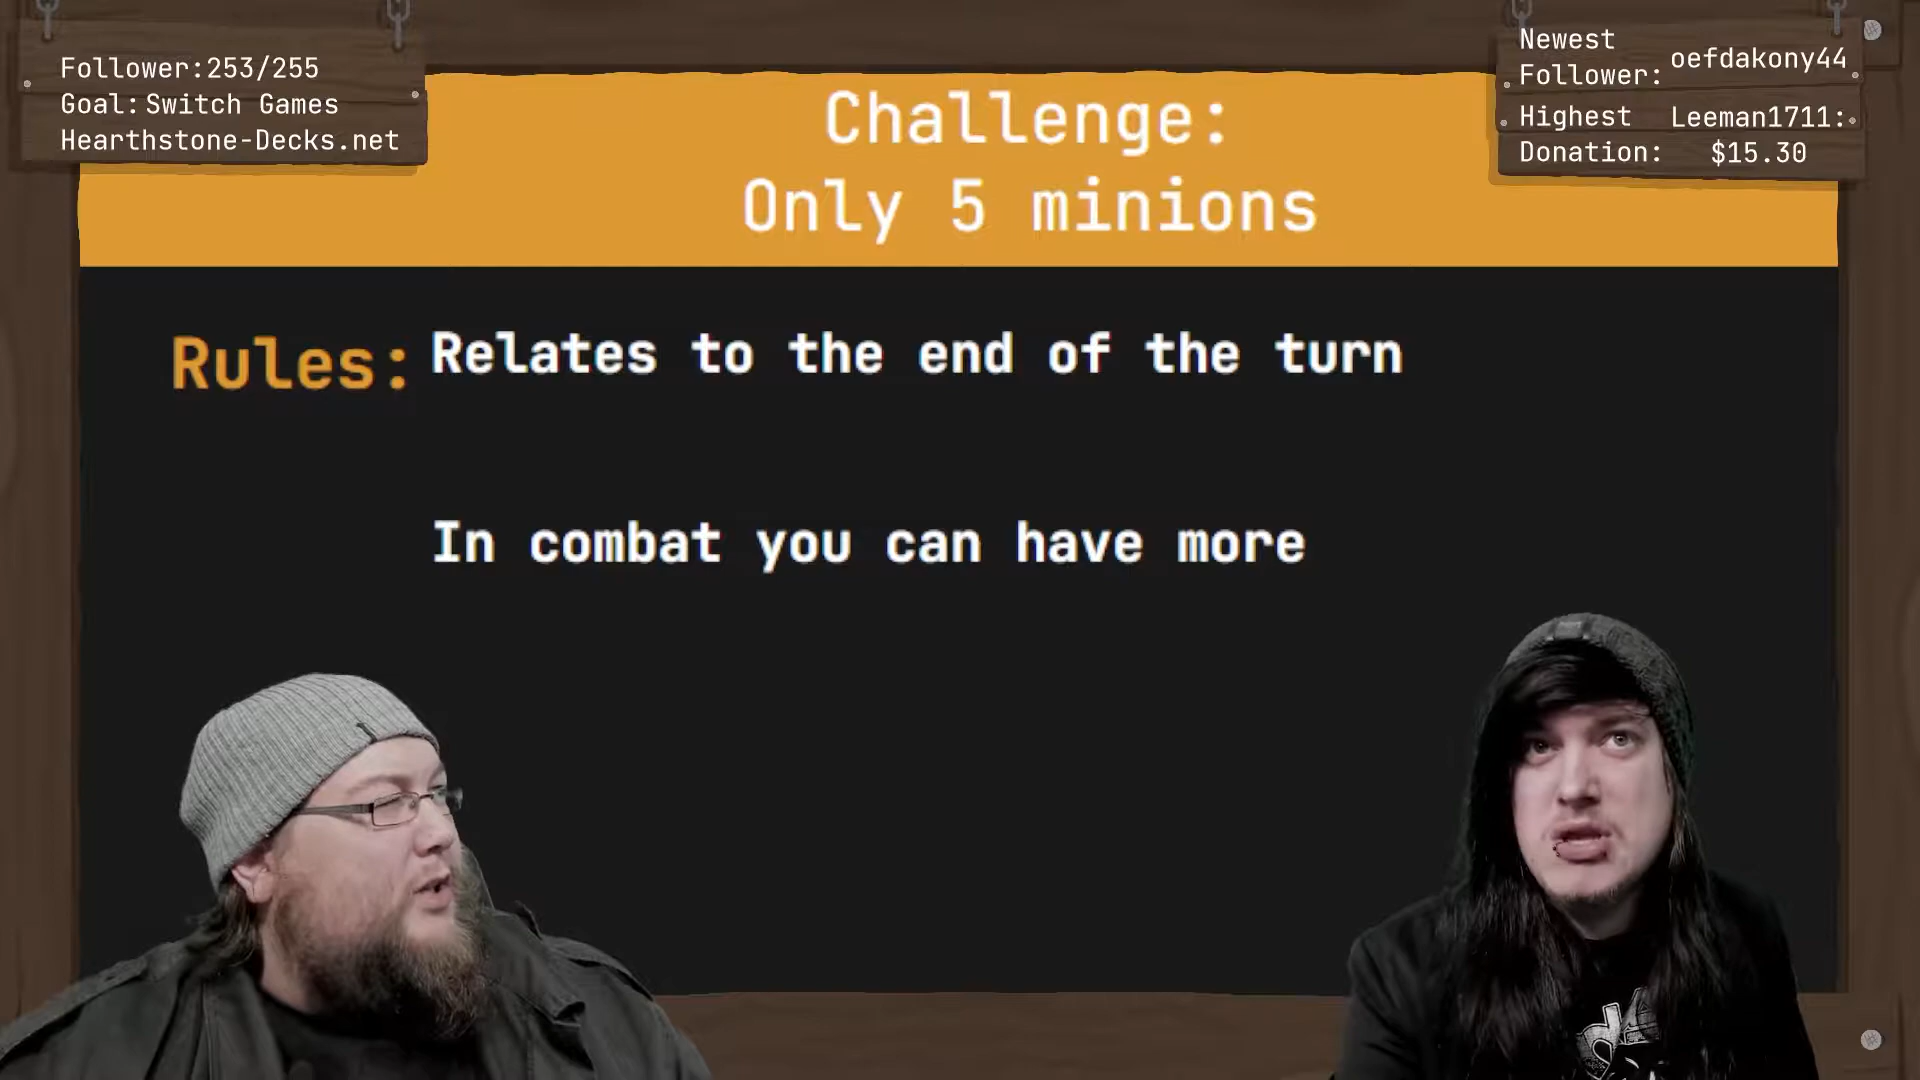 Follower:253/255
Goal: Switch Games
Hearthstone-Decks.net
Challenge:
Only 5 minions
Newest
Follower: oefdakony44
Highest Leeman1711:
Donation: $15.30
Rules: Relates to the end of the turn
In combat you can have more